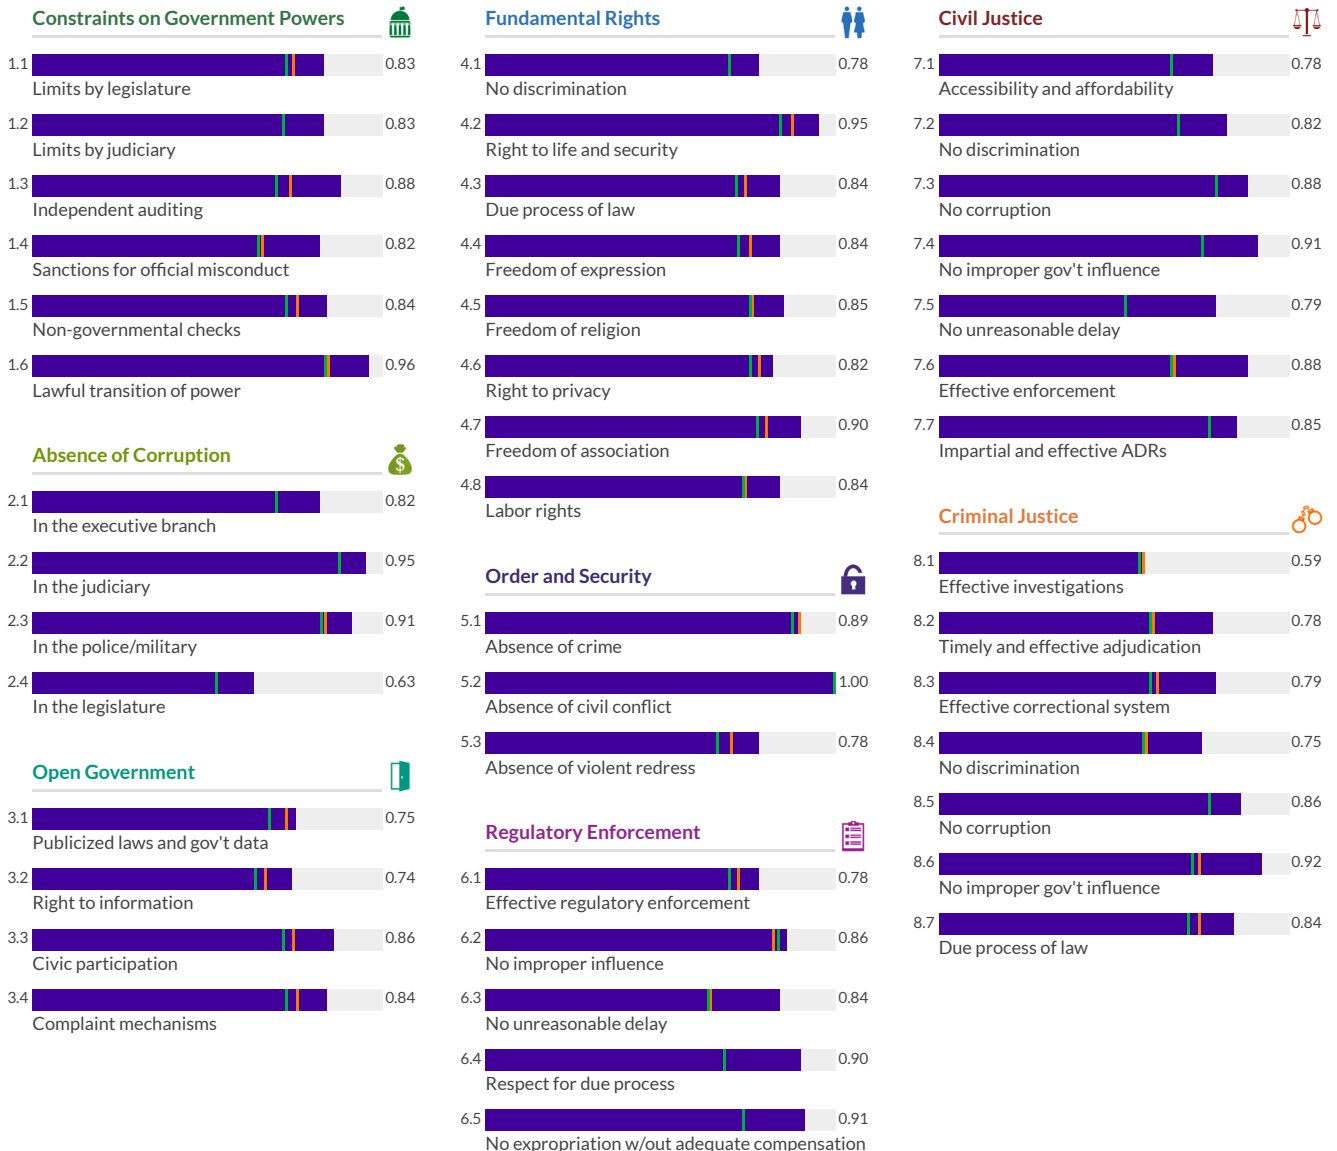 Constraints on Government Powers
1.1 0.83
Limits by legislature
1.2 0.83
Limits by judiciary
1.3 0.88
Independent auditing
1.4 0.82
Sanctions for official misconduct
1.5 0.84
Non-governmental checks
1.6 0.96
Lawful transition of power
Absence of Corruption
$
2.1 0.82
In the executive branch
2.2 0.95
In the judiciary
2.3 0.91
In the police/military
2.4 0.63
In the legislature
Open Government
3.1 0.75
Publicized laws and gov't data
3.2 0.74
Right to information
3.3 0.86
Civic participation
3.4 0.84
Complaint mechanisms
Fundamental Rights
4.1 0.78
No discrimination
4.2 0.95
Right to life and security
4.3 0.84
Due process of law
4.4 0.84
Freedom of expression
4.5 0.85
Freedom of religion
4.6 0.82
Right to privacy
4.7 0.90
Freedom of association
4.8 0.84
Labor rights
Order and Security
5.1 0.89
Absence of crime
5.2 1.00
Absence of civil conflict
5.3 0.78
Absence of violent redress
Regulatory Enforcement
6.1 0.78
Effective regulatory enforcement
6.2 0.86
No improper influence
6.3 0.84
No unreasonable delay
6.4 0.90
Respect for due process
6.5 0.91
No expropriation w/out adequate compensation
Civil Justice
7.1 0.78
Accessibility and affordability
7.2 0.82
No discrimination
7.3 0.88
No corruption
7.4 0.91
No improper gov't influence
7.5 0.79
No unreasonable delay
7.6 0.88
Effective enforcement
7.7 0.85
Impartial and effective ADRs
Criminal Justice
8.1 0.59
Effective investigations
8.2 0.78
Timely and effective adjudication
8.3 0.79
Effective correctional system
8.4 0.75
No discrimination
8.5 0.86
No corruption
8.6 0.92
No improper gov't influence
8.7 0.84
Due process of law